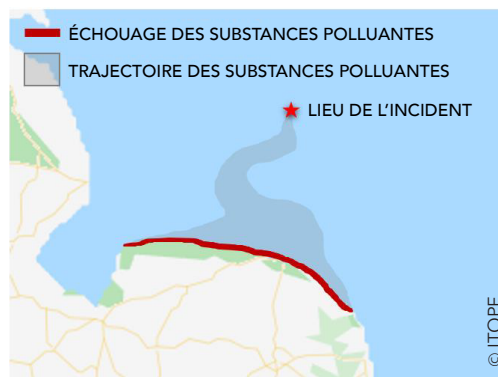 ÉCHOUAGE DES SUBSTANCES POLLUANTES
TRAJECTOIRE DES SUBSTANCES POLLUANTES
LIEU DE L’INCIDENT
© ITOPF